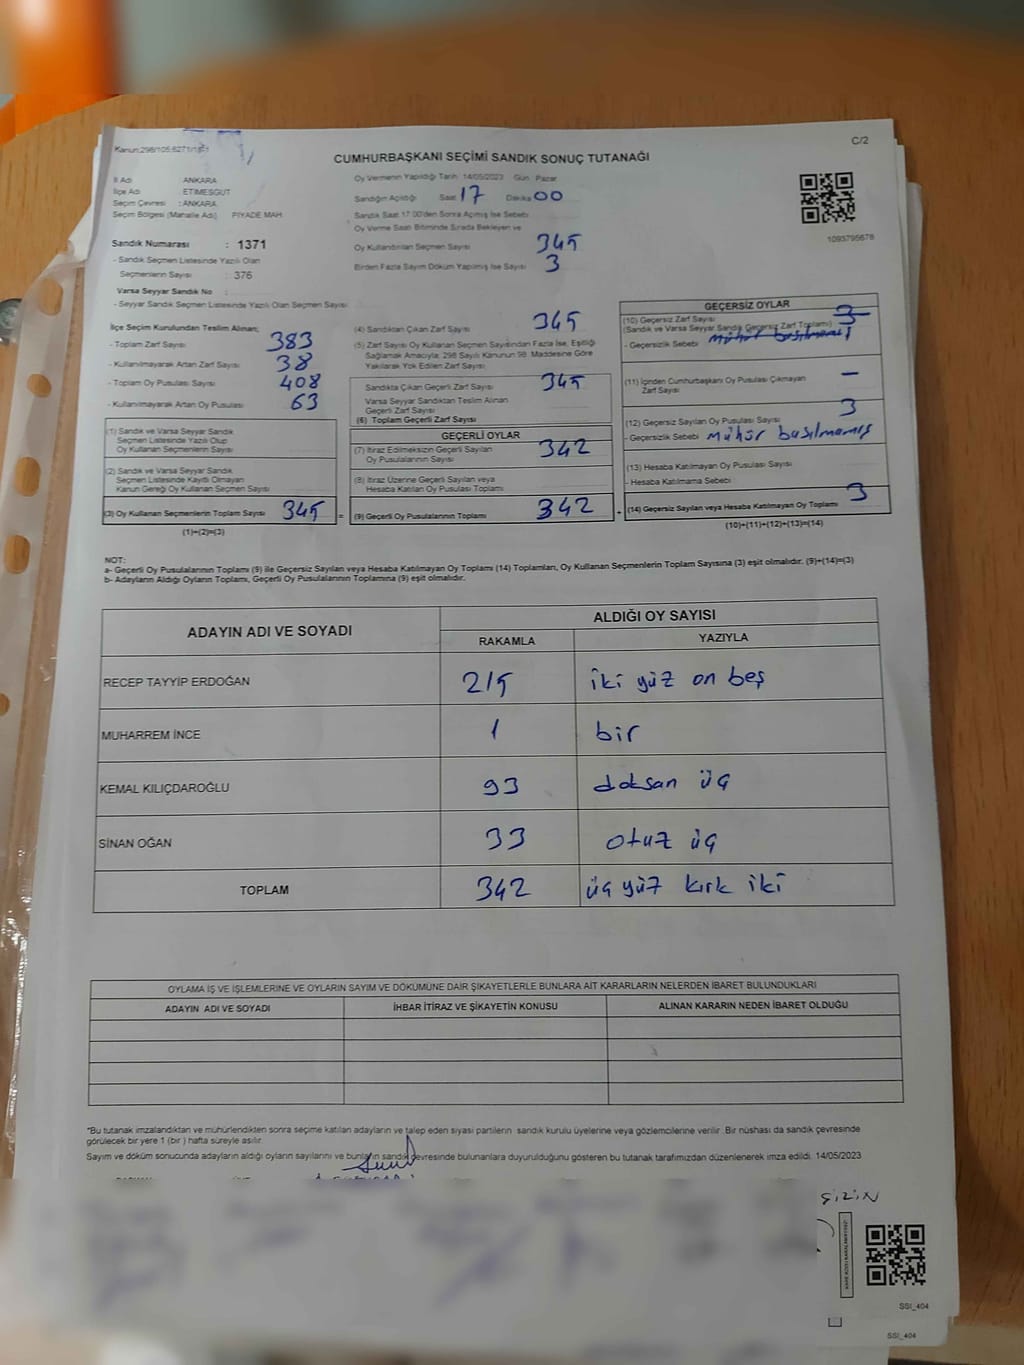 Kanun:298/105,6271/18-1
C/2
CUMHURBAŞKANI SEÇİMİ SANDIK SONUÇ TUTANAĞI
İl Adı ANKARA
İlçe Adı ETİMESGUT
Seçim Çevresi : ANKARA
Seçim Bölgesi (Mahalle Adı) PİYADE MAH.
Sandık Numarası : 1371
- Sandık Seçmen Listesinde Yazılı Olan
Seçmenlerin Sayısı : 376
Varsa Seyyar Sandık No
- Seyyar Sandık Seçmen Listesinde Yazılı Olan Seçmen Sayısı
Oy Vermenin Yapıldığı Tarih: 14/05/2023 Gün: Pazar
Sandığın Açıldığı Saat 17 Dakika 00
Sandık Saat 17.00'den Sonra Açılmış İse Sebebi
Oy Verme Saati Bitiminde Sırada Bekleyen ve
Oy Kullandırılan Seçmen Sayısı 345
Birden Fazla Sayım Döküm Yapılmış İse Sayısı 3
1093795678
İlçe Seçim Kurulundan Teslim Alınan;
- Toplam Zarf Sayısı 383
- Kullanılmayarak Artan Zarf Sayısı 38
- Toplam Oy Pusulası Sayısı 408
- Kullanılmayarak Artan Oy Pusulası 63
(1) Sandık ve Varsa Seyyar Sandık
Seçmen Listesinde Yazılı Olup
Oy Kullanan Seçmenlerin Sayısı
(2) Sandık ve Varsa Seyyar Sandık
Seçmen Listesinde Kayıtlı Olmayan
Kanun Gereği Oy Kullanan Seçmen Sayısı
(3) Oy Kullanan Seçmenlerin Toplam Sayısı 345 =
(1)+(2)=(3)
(4) Sandıktan Çıkan Zarf Sayısı 345
(5) Zarf Sayısı Oy Kullanan Seçmen Sayısından Fazla İse, Eşitliği
Sağlamak Amacıyla; 298 Sayılı Kanunun 98. Maddesine Göre
Yakılarak Yok Edilen Zarf Sayısı
Sandıkta Çıkan Geçerli Zarf Sayısı 345
Varsa Seyyar Sandıktan Teslim Alınan
Geçerli Zarf Sayısı
(6) Toplam Geçerli Zarf Sayısı
GEÇERLİ OYLAR
(7) İtiraz Edilmeksizin Geçerli Sayılan
Oy Pusulalarının Sayısı 342
(8) İtiraz Üzerine Geçerli Sayılan veya
Hesaba Katılan Oy Pusulası Toplamı
(9) Geçerli Oy Pusulalarının Toplamı 342 +
GEÇERSİZ OYLAR
(10) Geçersiz Zarf Sayısı 3
(Sandık ve Varsa Seyyar Sandık Geçersiz Zarf Toplamı)
- Geçersizlik Sebebi mühür basılmamış
(11) İçinden Cumhurbaşkanı Oy Pusulası Çıkmayan
Zarf Sayısı —
(12) Geçersiz Sayılan Oy Pusulası Sayısı 3
- Geçersizlik Sebebi mühür basılmamış
(13) Hesaba Katılmayan Oy Pusulası Sayısı
- Hesaba Katılmama Sebebi
(14) Geçersiz Sayılan veya Hesaba Katılmayan Oy Toplamı 3
(10)+(11)+(12)+(13)=(14)
NOT:
a- Geçerli Oy Pusulalarının Toplamı (9) ile Geçersiz Sayılan veya Hesaba Katılmayan Oy Toplamı (14) Toplamları, Oy Kullanan Seçmenlerin Toplam Sayısına (3) eşit olmalıdır. (9)+(14)=(3)
b- Adayların Aldığı Oyların Toplamı, Geçerli Oy Pusulalarının Toplamına (9) eşit olmalıdır.
ADAYIN ADI VE SOYADI
ALDIĞI OY SAYISI
RAKAMLA YAZIYLA
RECEP TAYYİP ERDOĞAN 215 iki yüz on beş
MUHARREM İNCE 1 bir
KEMAL KILIÇDAROĞLU 93 doksan üç
SİNAN OĞAN 33 otuz üç
TOPLAM 342 üç yüz kırk iki
OYLAMA İŞ VE İŞLEMLERİNE VE OYLARIN SAYIM VE DÖKÜMÜNE DAİR ŞİKAYETLERLE BUNLARA AİT KARARLARIN NELERDEN İBARET BULUNDUKLARI
ADAYIN ADI VE SOYADI İHBAR İTİRAZ VE ŞİKAYETİN KONUSU ALINAN KARARIN NEDEN İBARET OLDUĞU
"Bu tutanak imzalandıktan ve mühürlendikten sonra seçime katılan adayların ve talep eden siyasi partilerin sandık kurulu üyelerine veya gözlemcilerine verilir. Bir nüshası da sandık çevresinde
görülecek bir yere 1 (bir) hafta süreyle asılır.
Sayım ve döküm sonucunda adayların aldığı oyların sayılarını ve bunların sandık çevresinde bulunanlara duyurulduğunu gösteren bu tutanak tarafımızdan düzenlenerek imza edildi. 14/05/2023
SSI_404
SSI_404